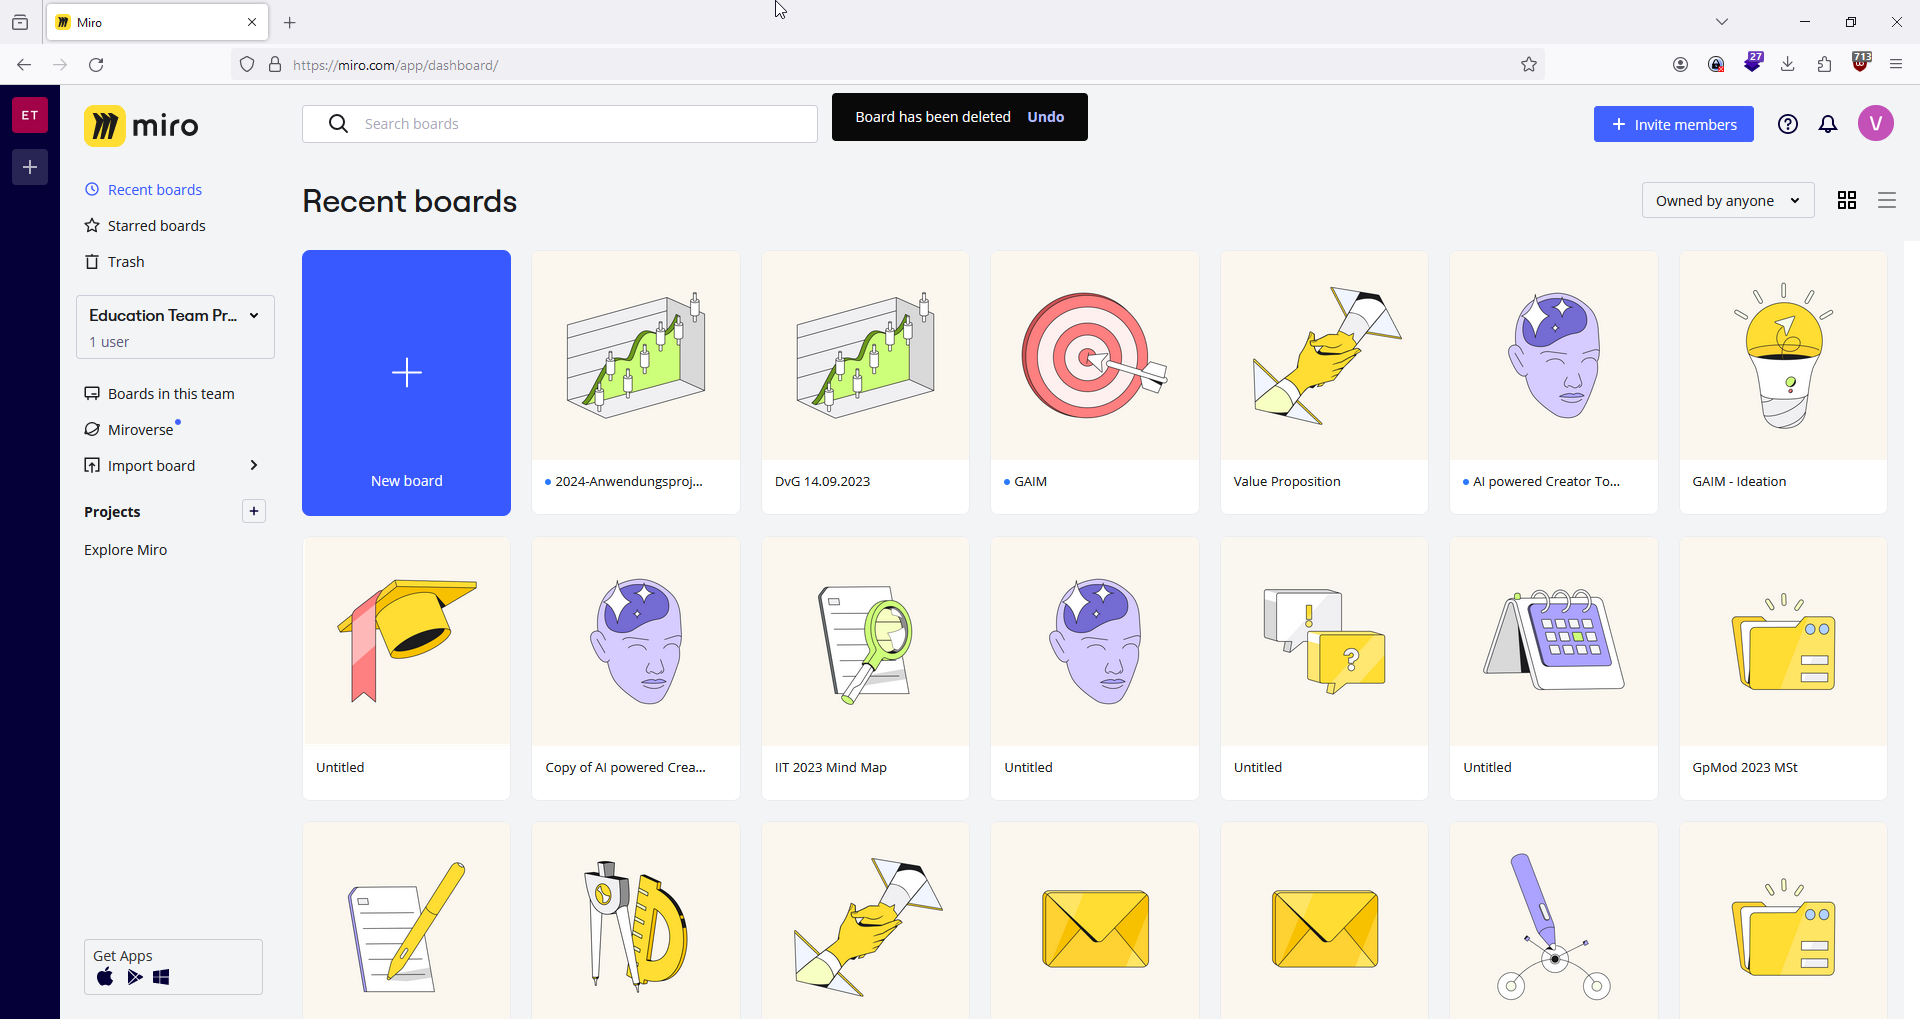 Miro
https://miro.com/app/dashboard/
27
713
ET
miro
Search boards
Board has been deleted Undo
Invite members
V
Recent boards
Starred boards
Trash
Education Team Pr...
1 user
Boards in this team
Miroverse
Import board
Projects
Explore Miro
Get Apps
Recent boards
Owned by anyone
New board
2024-Anwendungsproj...
DvG 14.09.2023
GAIM
Value Proposition
AI powered Creator To...
GAIM - Ideation
Untitled
Copy of AI powered Crea...
IIT 2023 Mind Map
Untitled
! ?
Untitled
Untitled
GpMod 2023 MSt